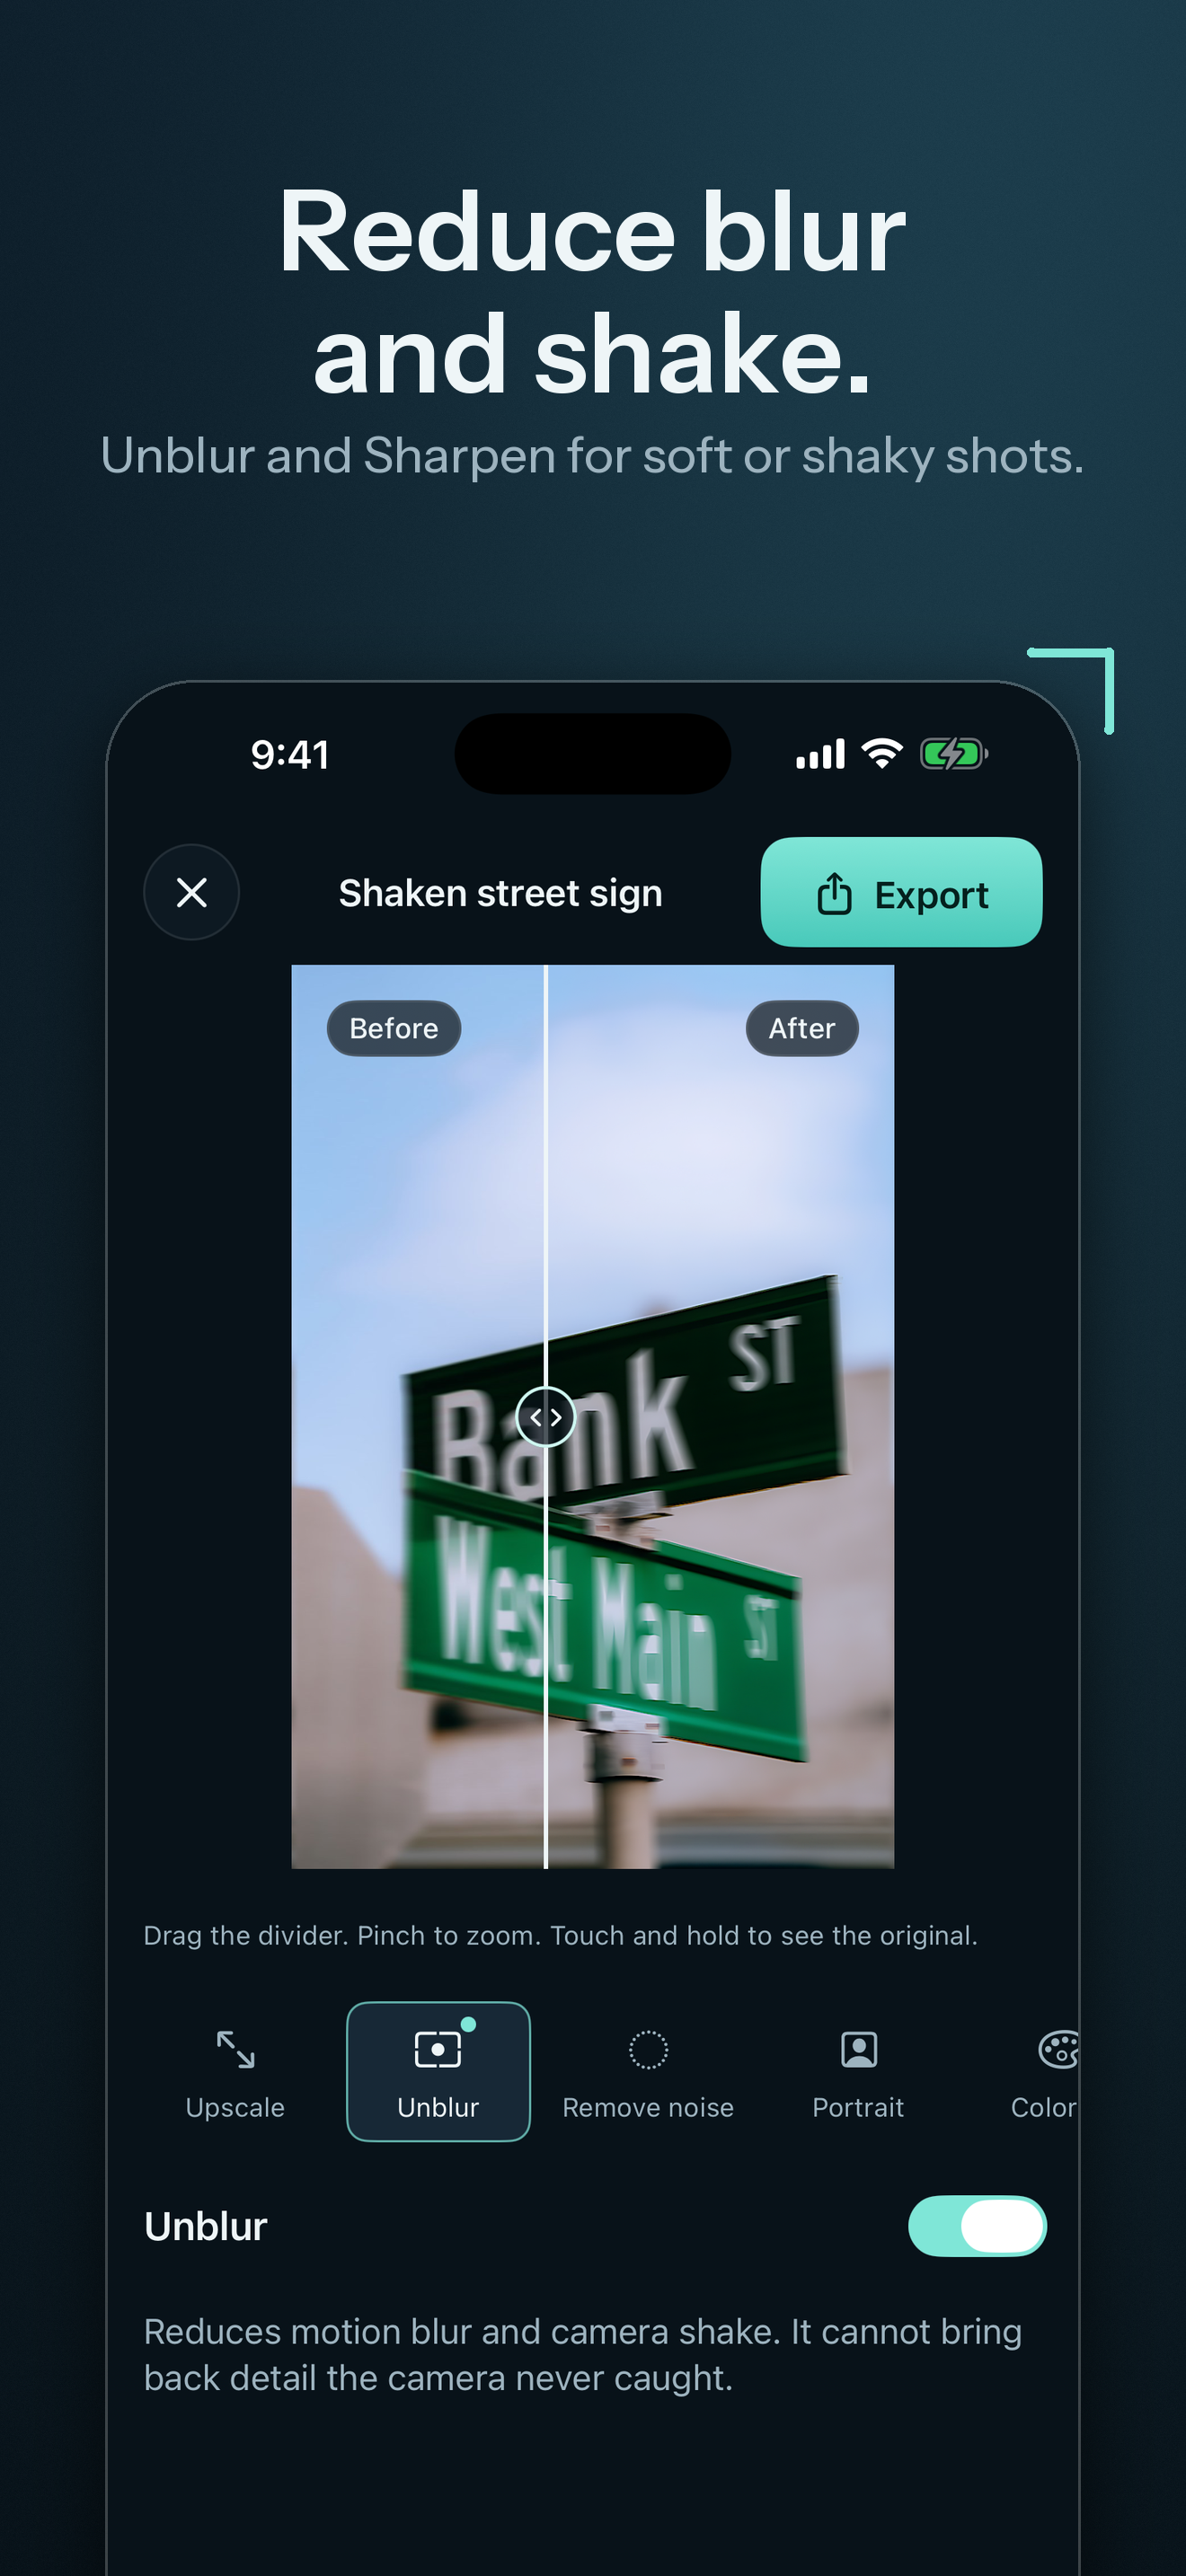 Reduce blur
and shake.
Unblur and Sharpen for soft or shaky shots.
9:41
Shaken street sign
Export
Before
After
Bank ST
West Main ST
Drag the divider. Pinch to zoom. Touch and hold to see the original.
Upscale
Unblur
Remove noise
Portrait
Color
Unblur
Reduces motion blur and camera shake. It cannot bring
back detail the camera never caught.